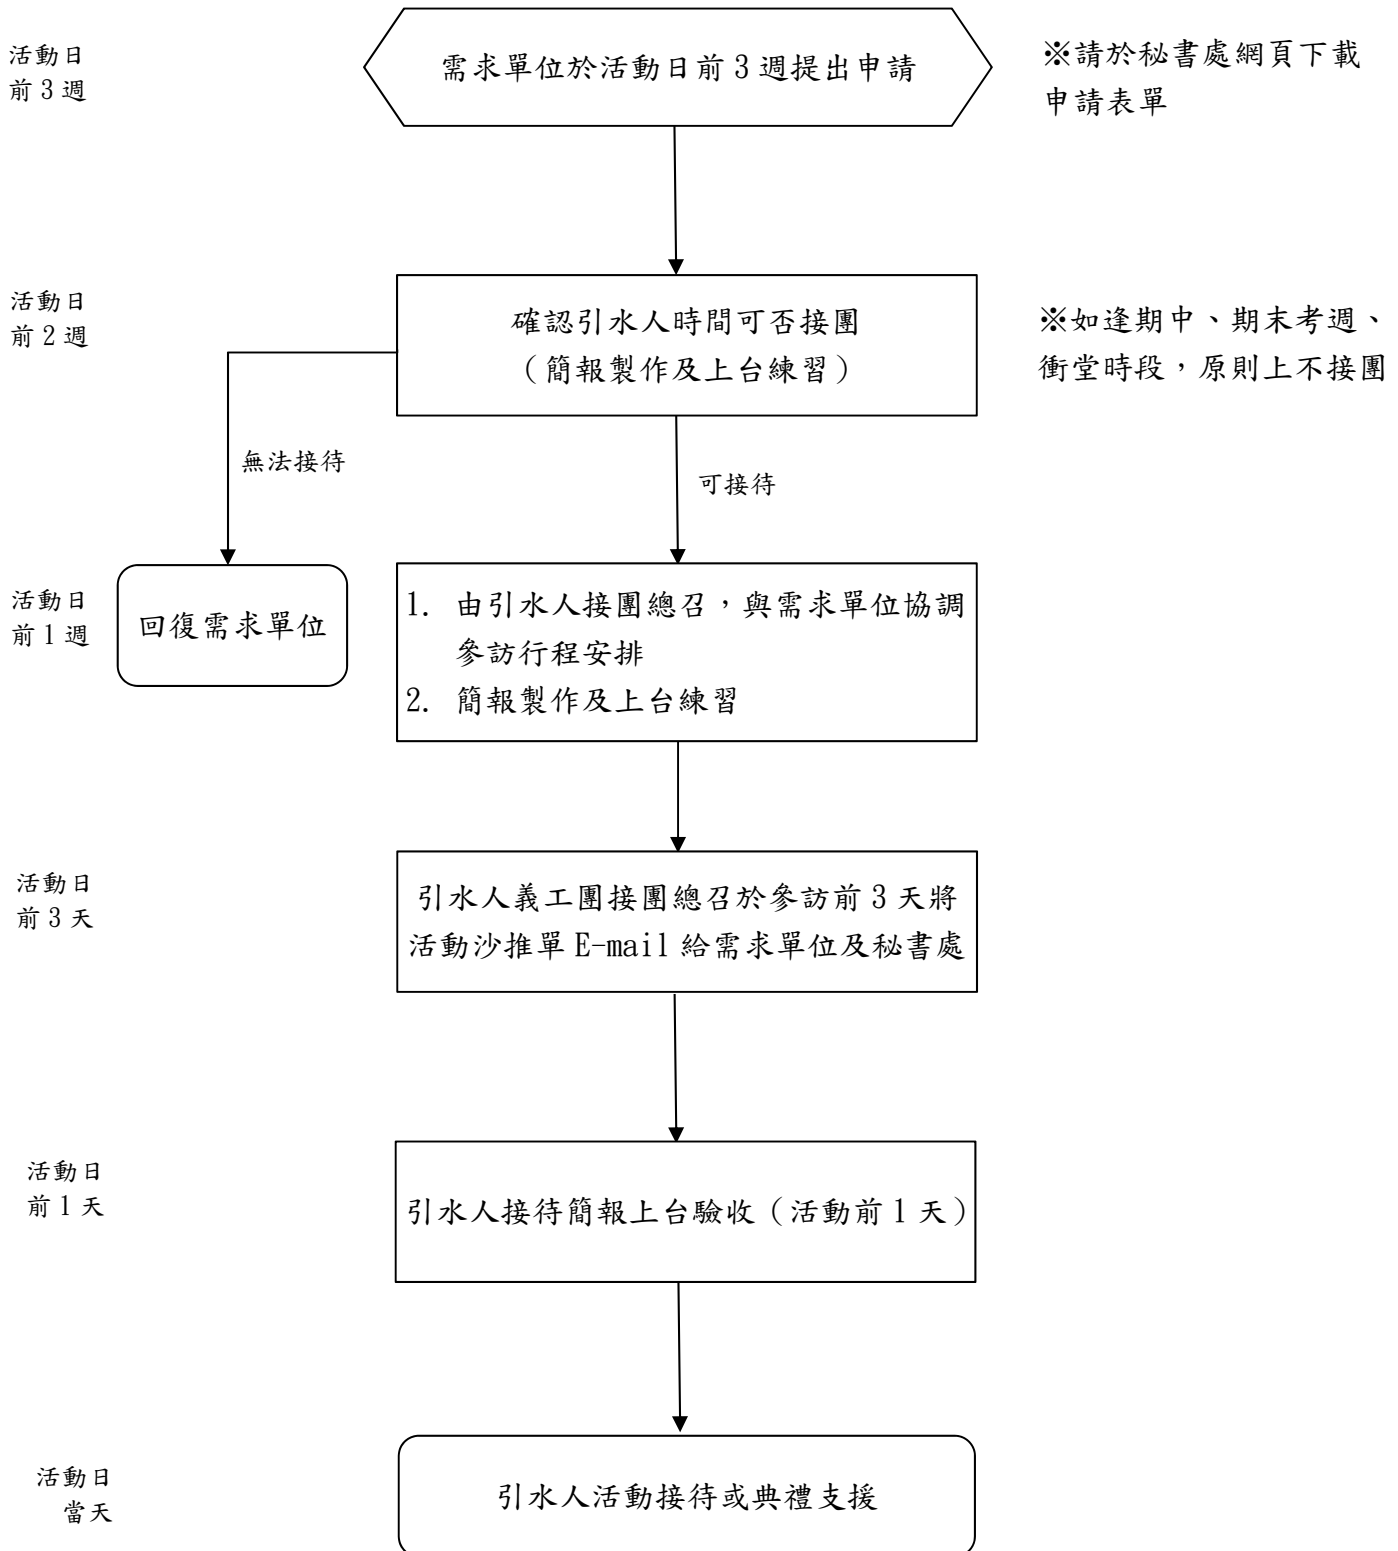 活動日
前3週
需求單位於活動日前3週提出申請
※請於秘書處網頁下載
申請表單
活動日
前2週
確認引水人時間可否接團
(簡報製作及上台練習)
※如逢期中、期末考週、
衝堂時段,原則上不接團
無法接待
可接待
活動日
前1週
回復需求單位
1. 由引水人接團總召,與需求單位協調
參訪行程安排
2. 簡報製作及上台練習
活動日
前3天
引水人義工團接團總召於參訪前3天將
活動沙推單E-mail給需求單位及秘書處
活動日
前1天
引水人接待簡報上台驗收(活動前1天)
活動日
當天
引水人活動接待或典禮支援